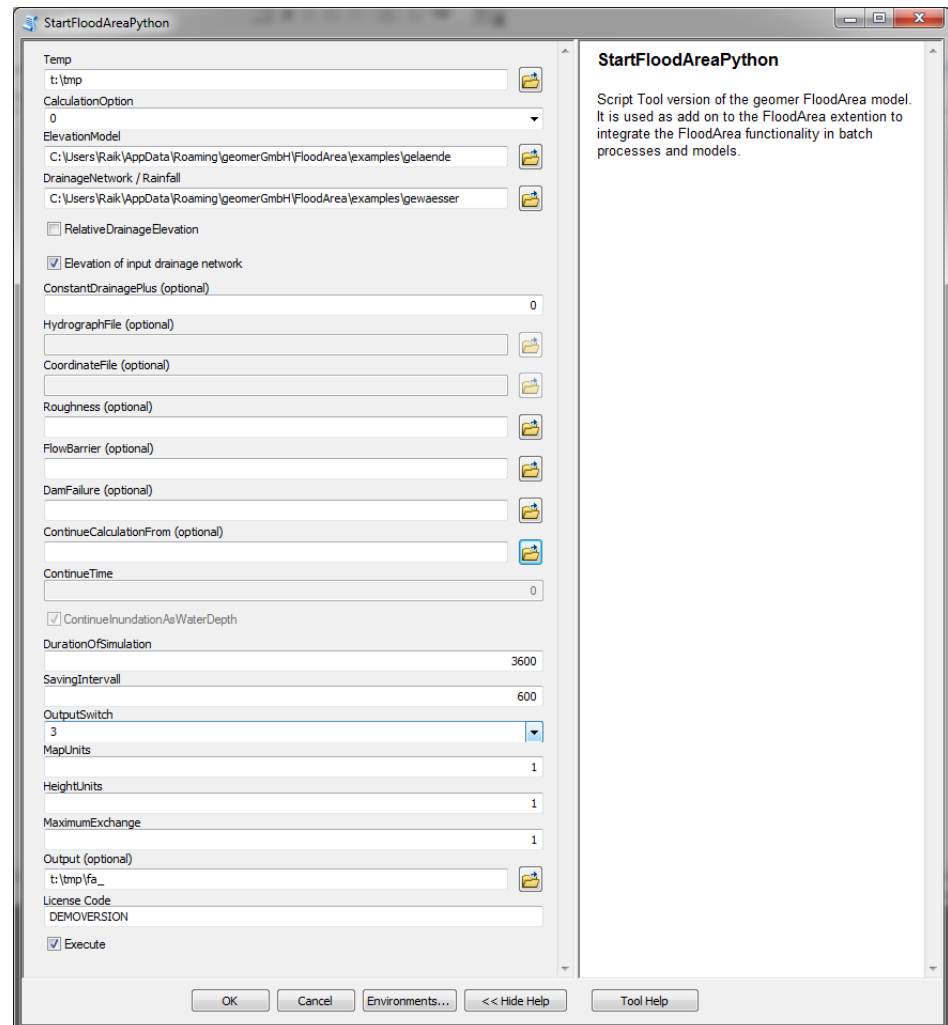 StartFloodAreaPython
Temp
t:\tmp
CalculationOption
0
ElevationModel
C:\Users\Raik\AppData\Roaming\geomerGmbH\FloodArea\examples\gelaende
DrainageNetwork / Rainfall
C:\Users\Raik\AppData\Roaming\geomerGmbH\FloodArea\examples\gewaesser
RelativeDrainageElevation
Elevation of input drainage network
ConstantDrainagePlus (optional)
0
HydrographFile (optional)
CoordinateFile (optional)
Roughness (optional)
FlowBarrier (optional)
DamFailure (optional)
ContinueCalculationFrom (optional)
ContinueTime
0
ContinueInundationAsWaterDepth
DurationOfSimulation
3600
SavingIntervall
600
OutputSwitch
3
MapUnits
1
HeightUnits
1
MaximumExchange
1
Output (optional)
t:\tmp\fa_
License Code
DEMOVERSION
Execute
StartFloodAreaPython
Script Tool version of the geomer FloodArea model.
It is used as add on to the FloodArea extention to
integrate the FloodArea functionality in batch
processes and models.
OK Cancel Environments... << Hide Help Tool Help